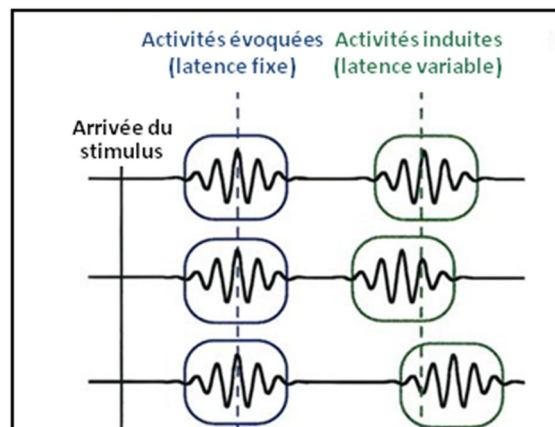 Activités évoquées
(latence fixe)
Activités induites
(latence variable)
Arrivée du
stimulus